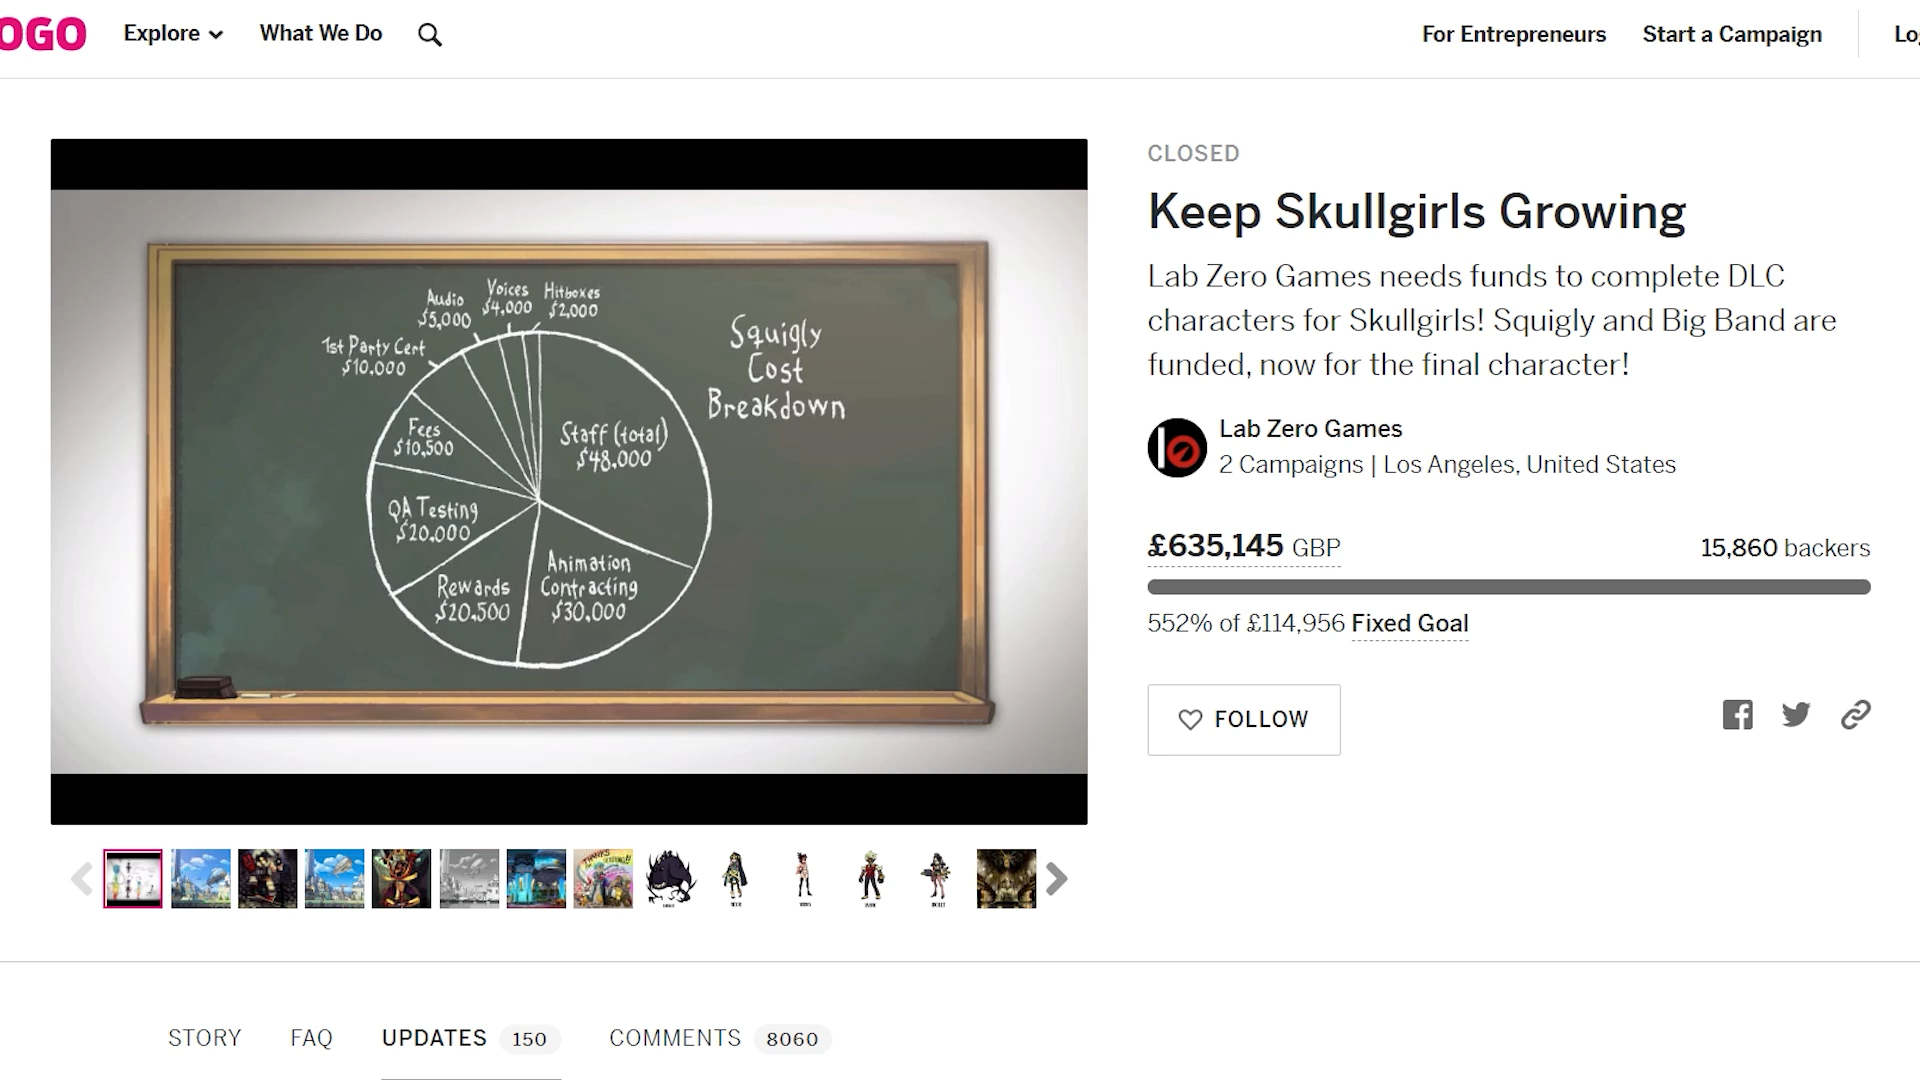 OGO
Explore
What We Do
For Entrepreneurs
Start a Campaign
Lo
Voices
$4,000
Hitboxes
$2,000
Audio
$5,000
1st Party Cert
$10,000
Fees
$10,500
QA Testing
$20,000
Rewards
$20,500
Animation
Contracting
$30,000
Staff (total)
$48,000
Squigly
Cost
Breakdown
CLOSED
Keep Skullgirls Growing
Lab Zero Games needs funds to complete DLC
characters for Skullgirls! Squigly and Big Band are
funded, now for the final character!
Lab Zero Games
2 Campaigns | Los Angeles, United States
£635,145 GBP
15,860 backers
552% of £114,956 Fixed Goal
FOLLOW
STORY
FAQ
UPDATES 150
COMMENTS 8060